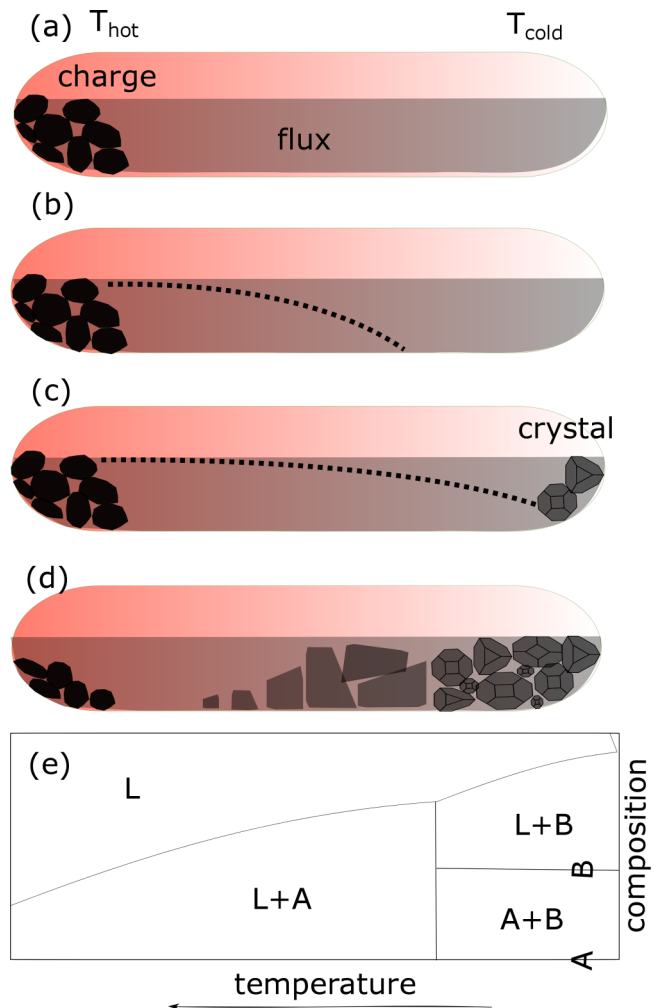 (a)
T_hot
T_cold
charge
flux
(b)
(c)
crystal
(d)
(e)
L
L+B
B
L+A
A+B
A
composition
temperature